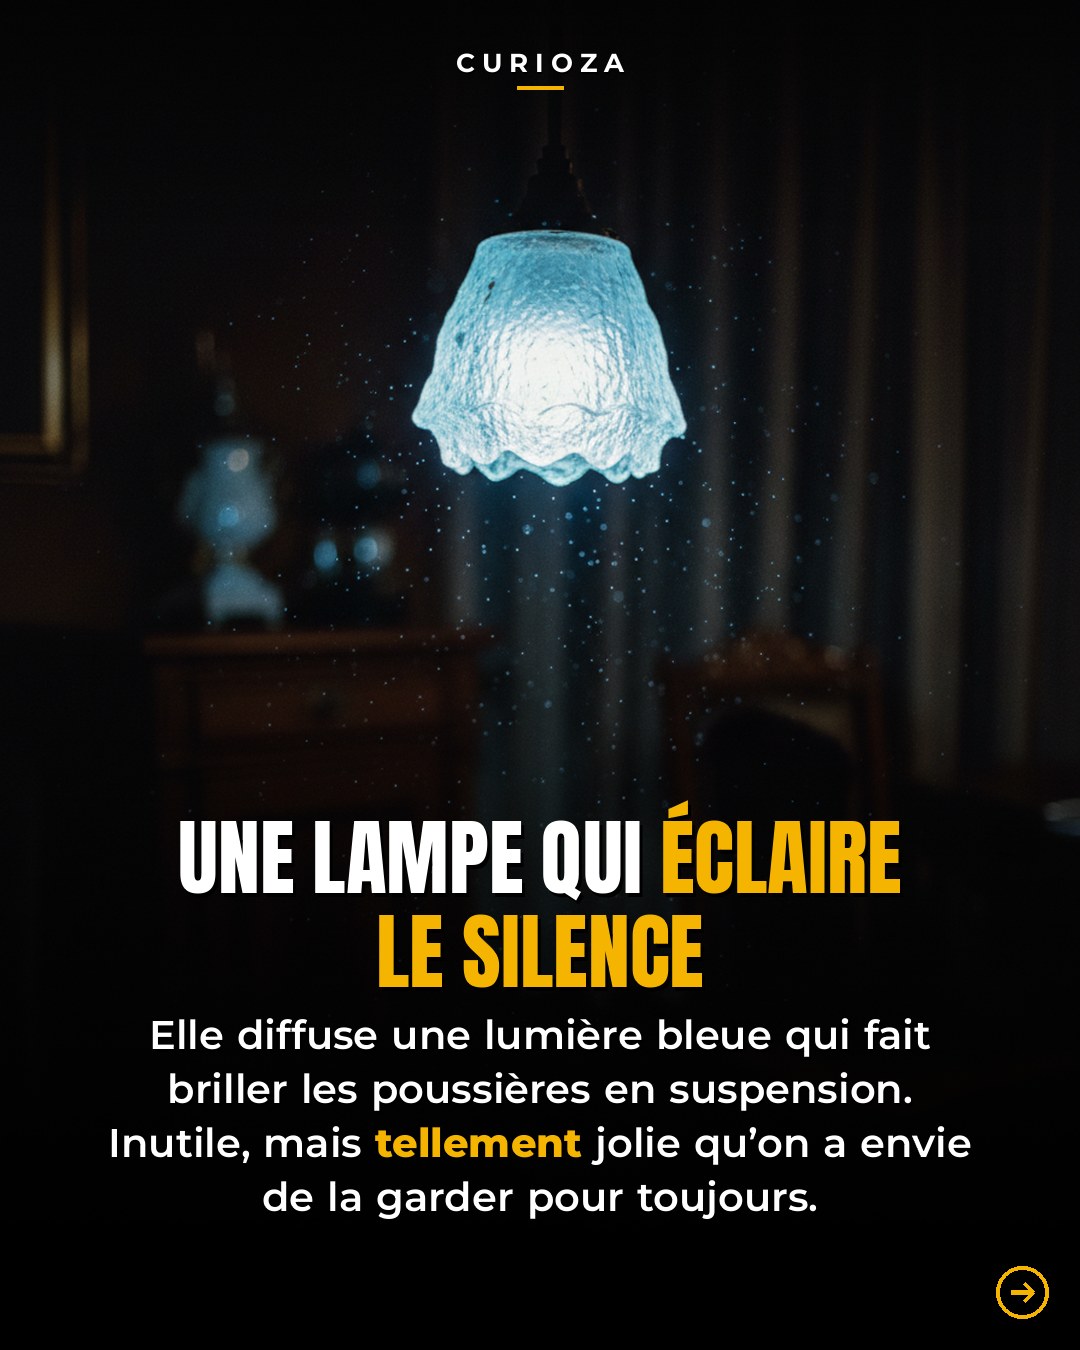 CURIOZA
UNE LAMPE QUI ÉCLAIRE
LE SILENCE
Elle diffuse une lumière bleue qui fait
briller les poussières en suspension.
Inutile, mais tellement jolie qu’on a envie
de la garder pour toujours.